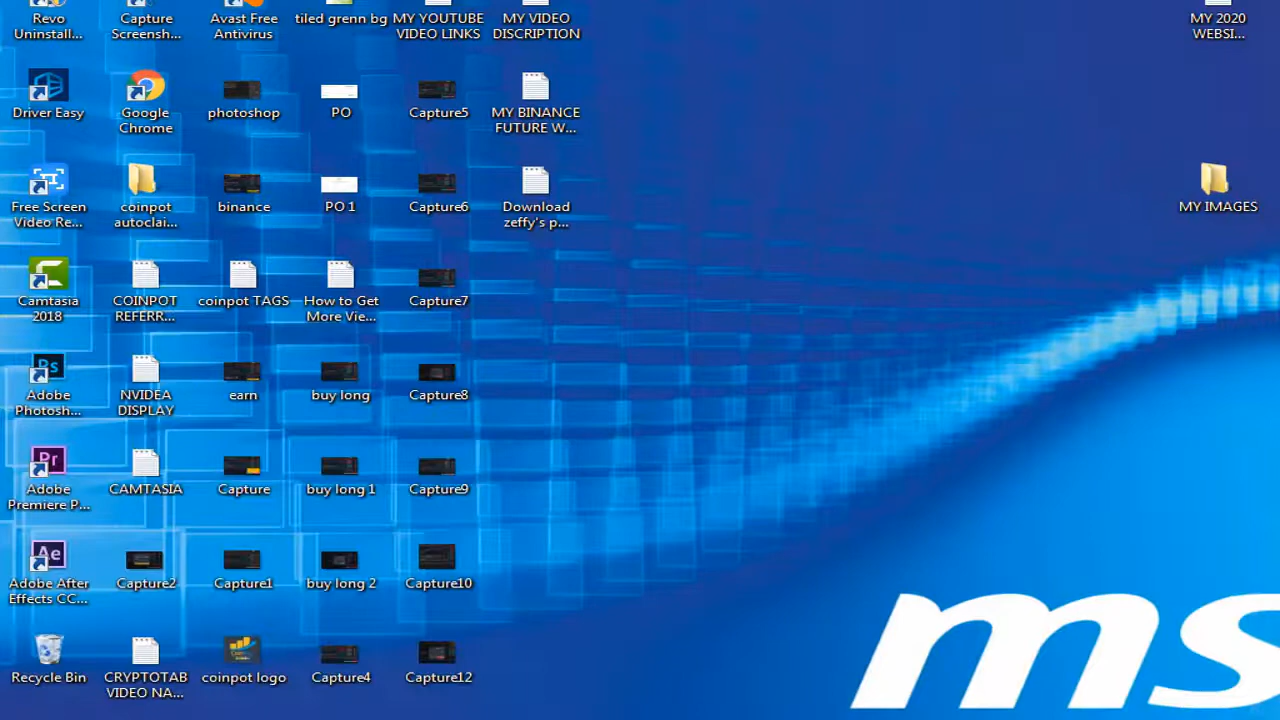 Revo
Uninstall...
Capture
Screensh...
Avast Free
Antivirus
tiled grenn bg
MY YOUTUBE
VIDEO LINKS
MY VIDEO
DISCRIPTION
MY 2020
WEBSI...
Driver Easy
Google
Chrome
photoshop
PO
Capture5
MY BINANCE
FUTURE W...
Free Screen
Video Re...
coinpot
autoclai...
binance
PO 1
Capture6
Download
zeffy's p...
MY IMAGES
Camtasia
2018
COINPOT
REFERR...
coinpot TAGS
How to Get
More Vie...
Capture7
Ps
Adobe
Photosh...
NVIDEA
DISPLAY
earn
buy long
Capture8
Pr
Adobe
Premiere P...
CAMTASIA
Capture
buy long 1
Capture9
Ae
Adobe After
Effects CC...
Capture2
Capture1
buy long 2
Capture10
Recycle Bin
CRYPTOTAB
VIDEO NA...
coinpot logo
Capture4
Capture12
ms